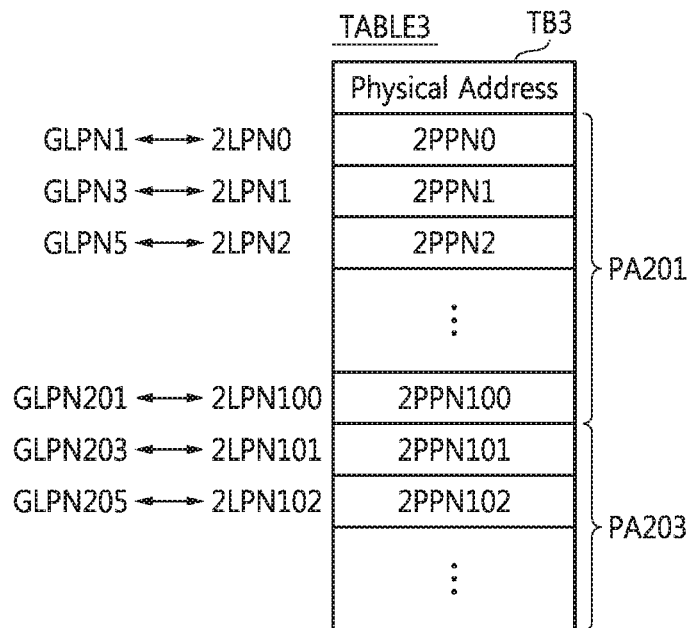 TABLE3
TB3
Physical Address
GLPN1 ↔ 2LPN0 2PPN0
GLPN3 ↔ 2LPN1 2PPN1
GLPN5 ↔ 2LPN2 2PPN2
PA201
⋮
GLPN201 ↔ 2LPN100 2PPN100
GLPN203 ↔ 2LPN101 2PPN101
GLPN205 ↔ 2LPN102 2PPN102
PA203
⋮